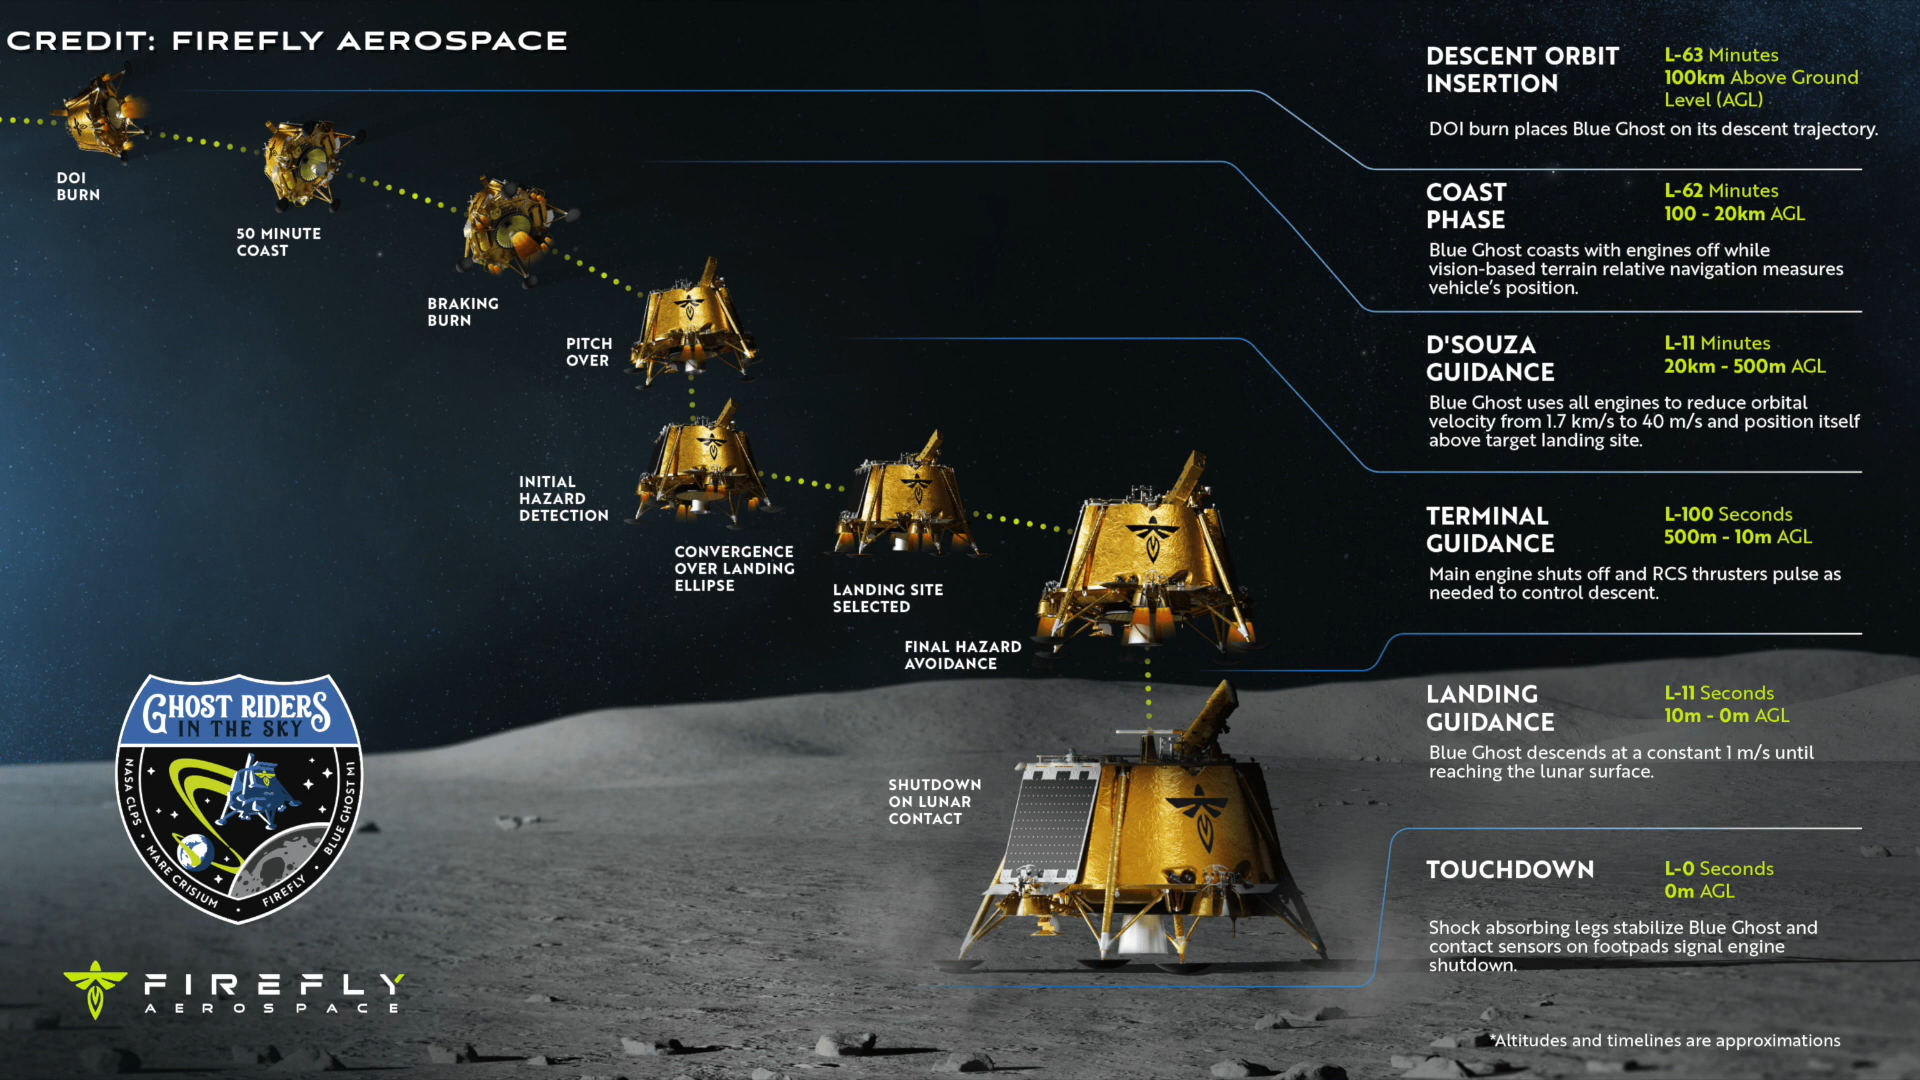 CREDIT: FIREFLY AEROSPACE
DOI
BURN
50 MINUTE
COAST
BRAKING
BURN
PITCH
OVER
INITIAL
HAZARD
DETECTION
CONVERGENCE
OVER LANDING
ELLIPSE
LANDING SITE
SELECTED
FINAL HAZARD
AVOIDANCE
SHUTDOWN
ON LUNAR
CONTACT
DESCENT ORBIT
INSERTION
L-63 Minutes
100km Above Ground
Level (AGL)
DOI burn places Blue Ghost on its descent trajectory.
COAST
PHASE
L-62 Minutes
100 - 20km AGL
Blue Ghost coasts with engines off while
vision-based terrain relative navigation measures
vehicle's position.
D'SOUZA
GUIDANCE
L-11 Minutes
20km - 500m AGL
Blue Ghost uses all engines to reduce orbital
velocity from 1.7 km/s to 40 m/s and position itself
above target landing site.
TERMINAL
GUIDANCE
L-100 Seconds
500m - 10m AGL
Main engine shuts off and RCS thrusters pulse as
needed to control descent.
LANDING
GUIDANCE
L-11 Seconds
10m - 0m AGL
Blue Ghost descends at a constant 1 m/s until
reaching the lunar surface.
TOUCHDOWN
L-0 Seconds
0m AGL
Shock absorbing legs stabilize Blue Ghost and
contact sensors on footpads signal engine
shutdown.
*Altitudes and timelines are approximations
GHOST RIDERS
IN THE SKY
NASA CLPS • MARE CRISIUM • FIREFLY • BLUE GHOST M1
FIREFLY
AEROSPACE